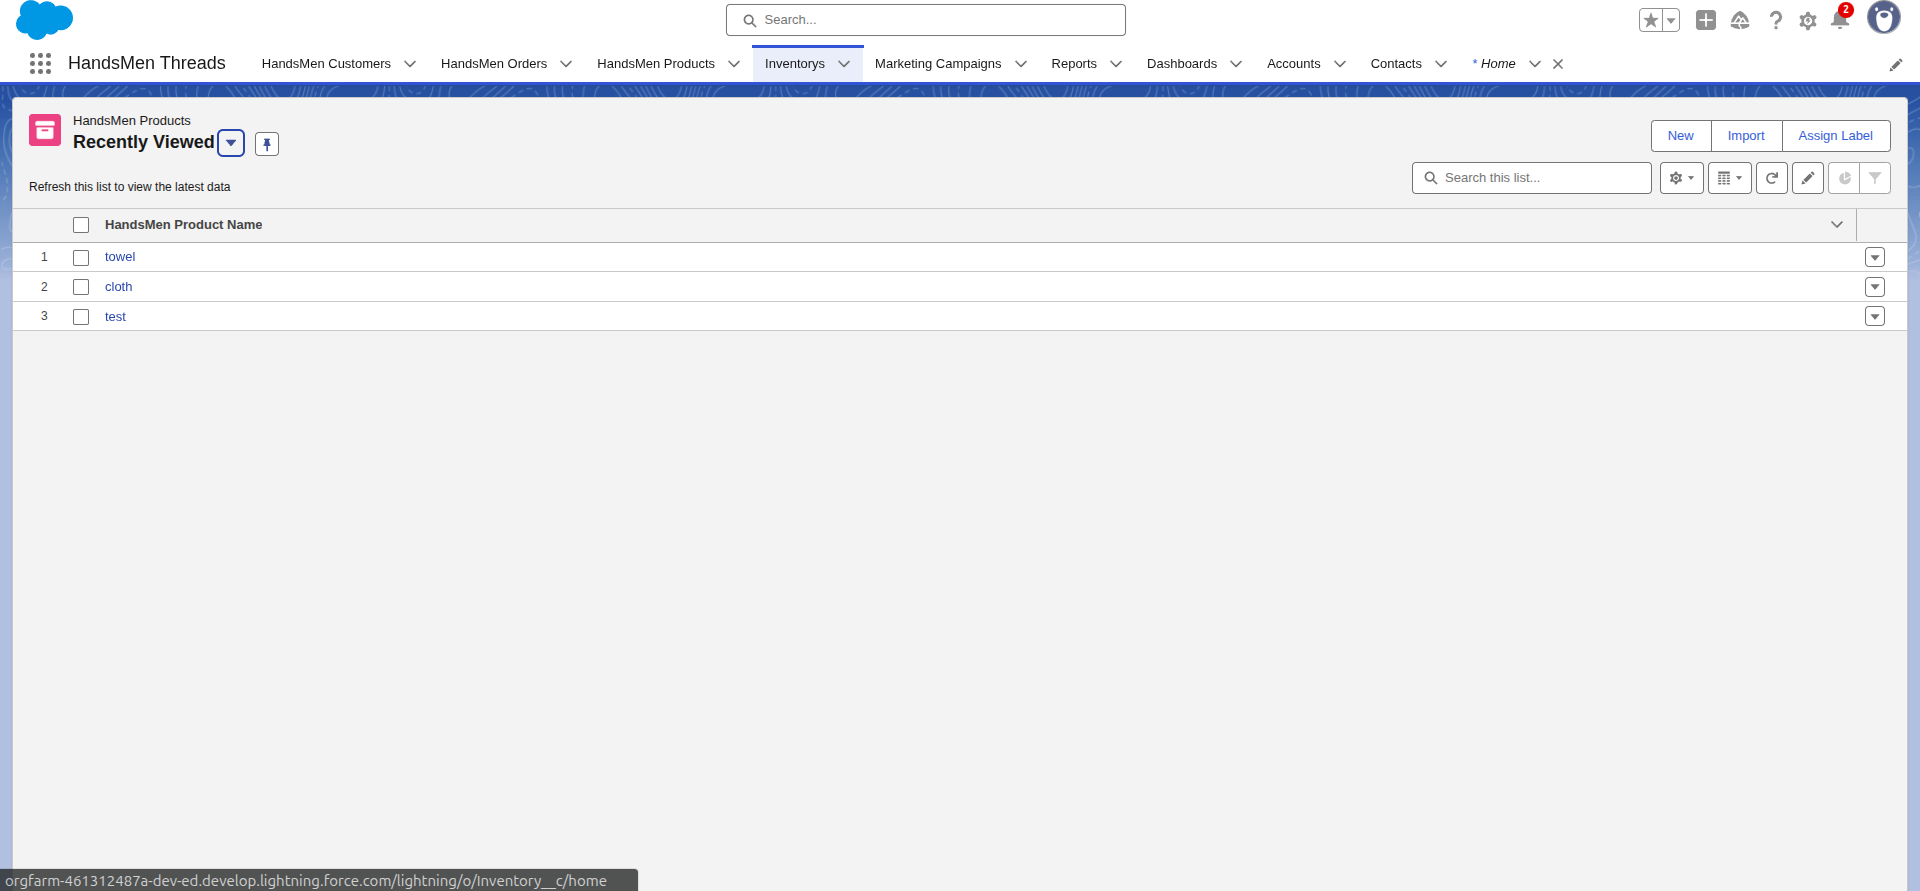 Search...
2
HandsMen Threads
HandsMen Customers
HandsMen Orders
HandsMen Products
Inventorys
Marketing Campaigns
Reports
Dashboards
Accounts
Contacts
* Home
HandsMen Products
Recently Viewed
New
Import
Assign Label
Refresh this list to view the latest data
Search this list...
HandsMen Product Name
1 towel
2 cloth
3 test
orgfarm-461312487a-dev-ed.develop.lightning.force.com/lightning/o/Inventory__c/home